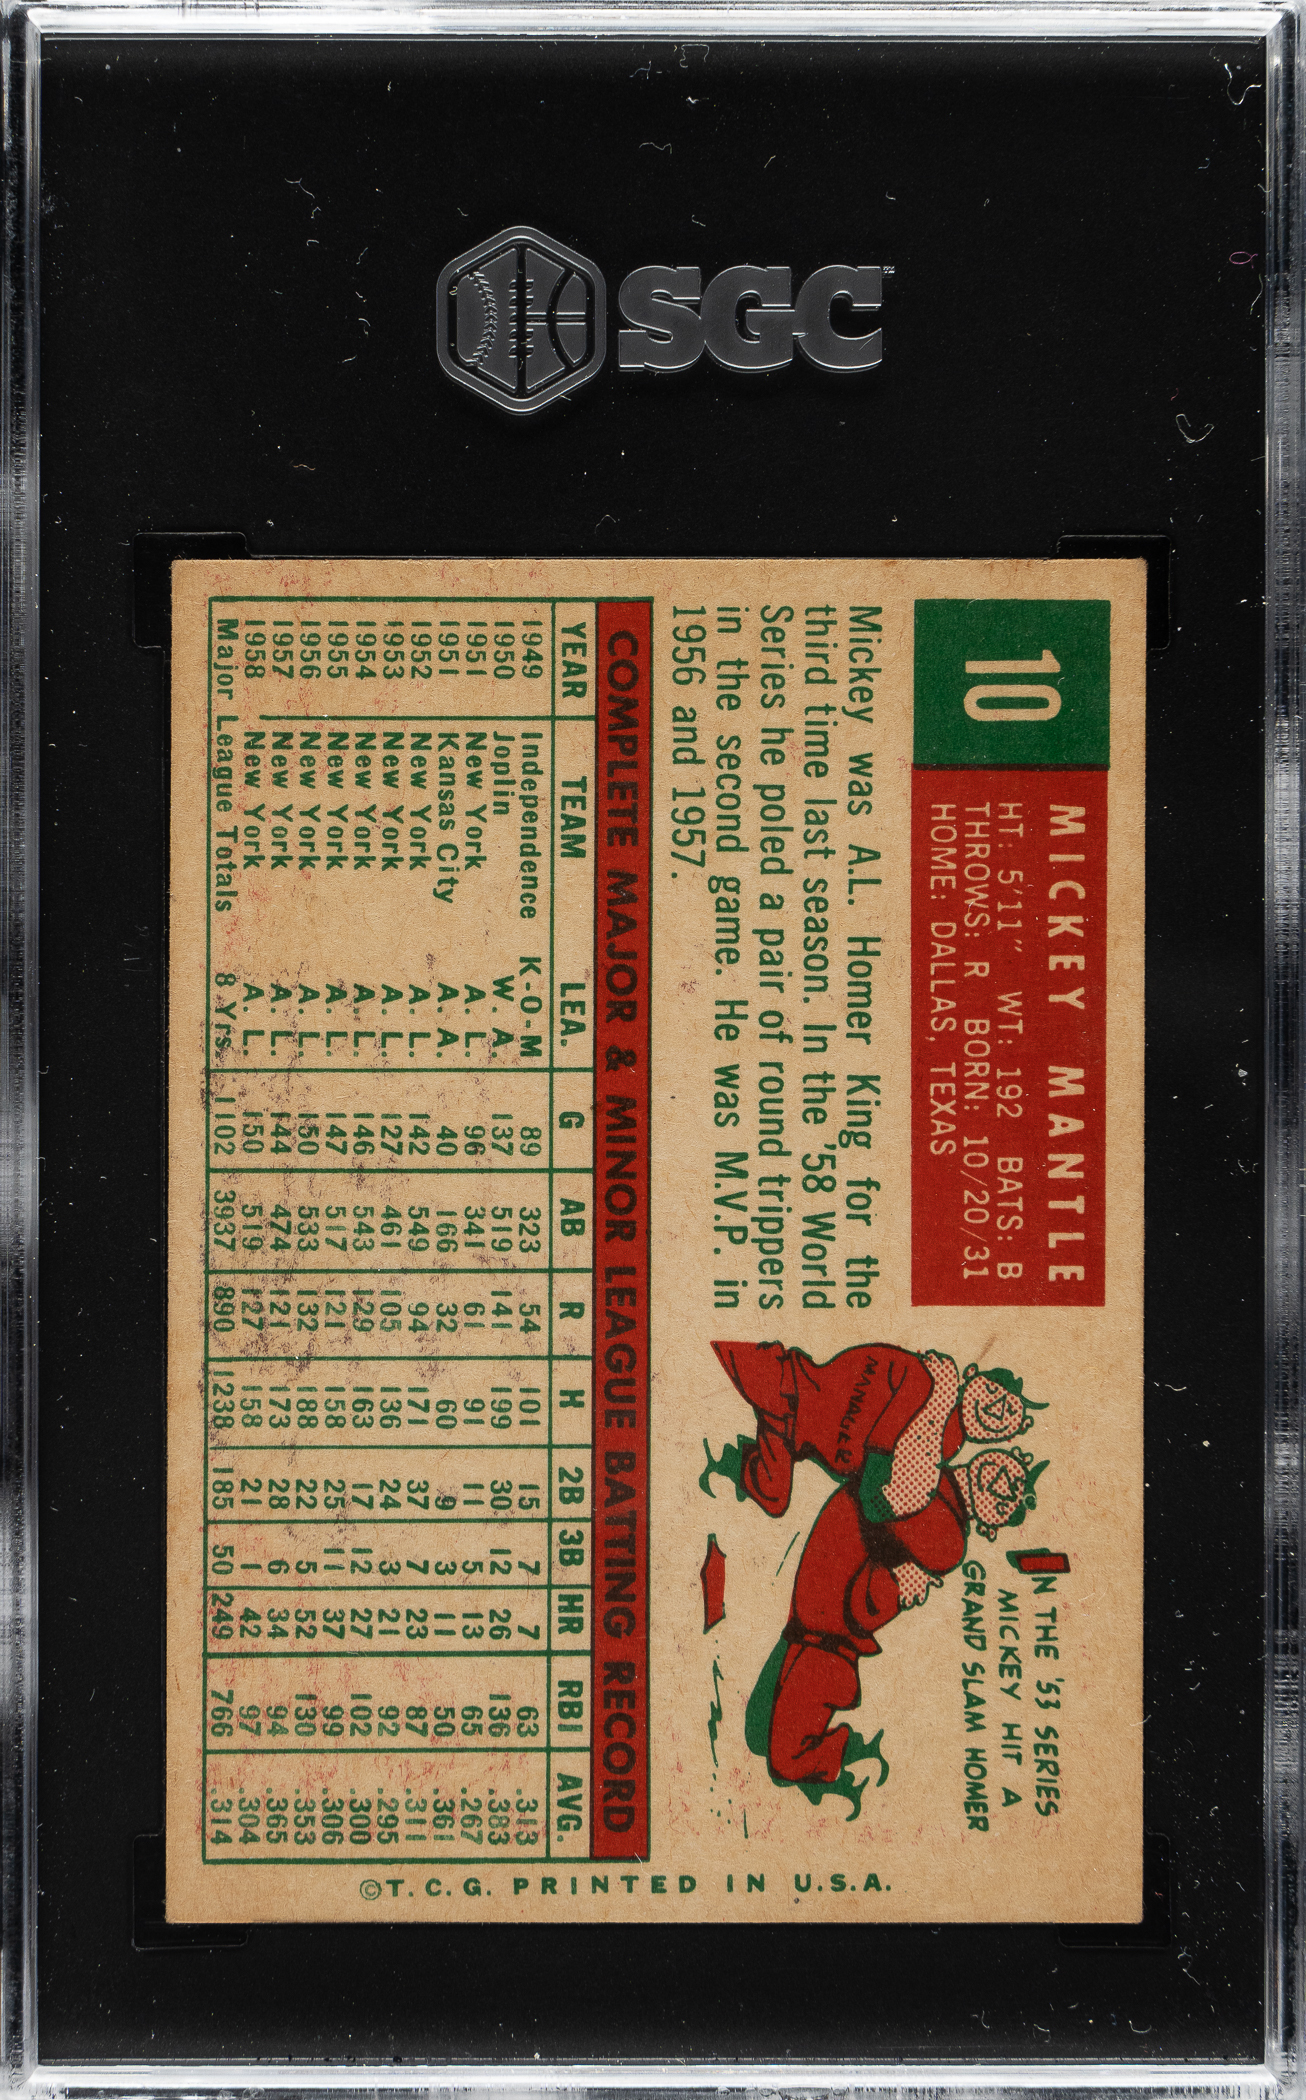 SGC
™
10
MICKEY MANTLE
HT: 5'11" WT: 192 BATS: B
THROWS: R BORN: 10/20/31
HOME: DALLAS, TEXAS
Mickey was A.L. Homer King for the
third time last season. In the '58 World
Series he poled a pair of round trippers
in the second game. He was M.V.P. in
1956 and 1957.
MANAGER
IN THE '53 SERIES
MICKEY HIT A
GRAND SLAM HOMER
COMPLETE MAJOR & MINOR LEAGUE BATTING RECORD
YEAR TEAM LEA. G AB R H 2B 3B HR RBI AVG.
1949 Independence K-O-M 89 323 54 101 15 7 7 63 .313
1950 Joplin W. A. 137 519 141 199 30 12 26 136 .383
1951 New York A. L. 96 341 61 91 11 5 13 65 .267
1951 Kansas City A. A. 40 166 32 60 9 3 11 50 .361
1952 New York A. L. 142 549 94 171 37 7 23 87 .311
1953 New York A. L. 127 461 105 136 24 3 21 92 .295
1954 New York A. L. 146 543 129 163 17 12 27 102 .300
1955 New York A. L. 147 517 121 158 25 11 37 99 .306
1956 New York A. L. 150 533 132 188 22 5 52 130 .353
1957 New York A. L. 144 474 121 173 28 6 34 94 .365
1958 New York A. L. 150 519 127 158 21 1 42 97 .304
Major League Totals 8 Yrs. 1102 3937 890 1238 185 50 249 766 .314
©T. C. G. PRINTED IN U.S.A.